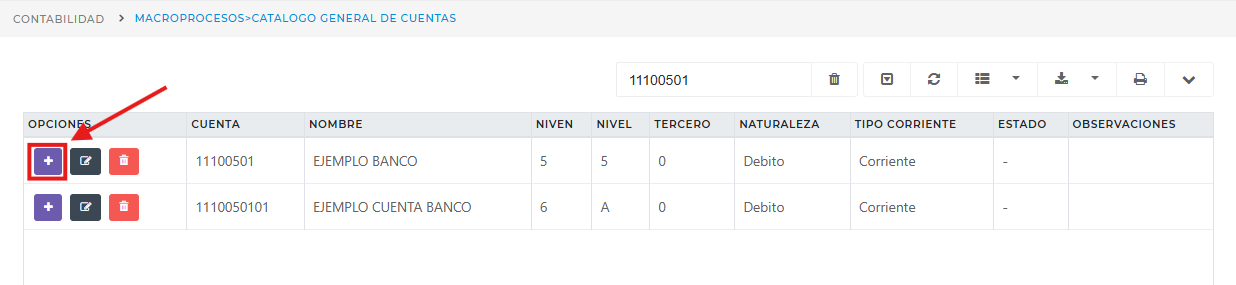 CONTABILIDAD > MACROPROCESOS>CATALOGO GENERAL DE CUENTAS
11100501
OPCIONES CUENTA NOMBRE NIVEN NIVEL TERCERO NATURALEZA TIPO CORRIENTE ESTADO OBSERVACIONES
11100501 EJEMPLO BANCO 5 5 0 Debito Corriente -
1110050101 EJEMPLO CUENTA BANCO 6 A 0 Debito Corriente -